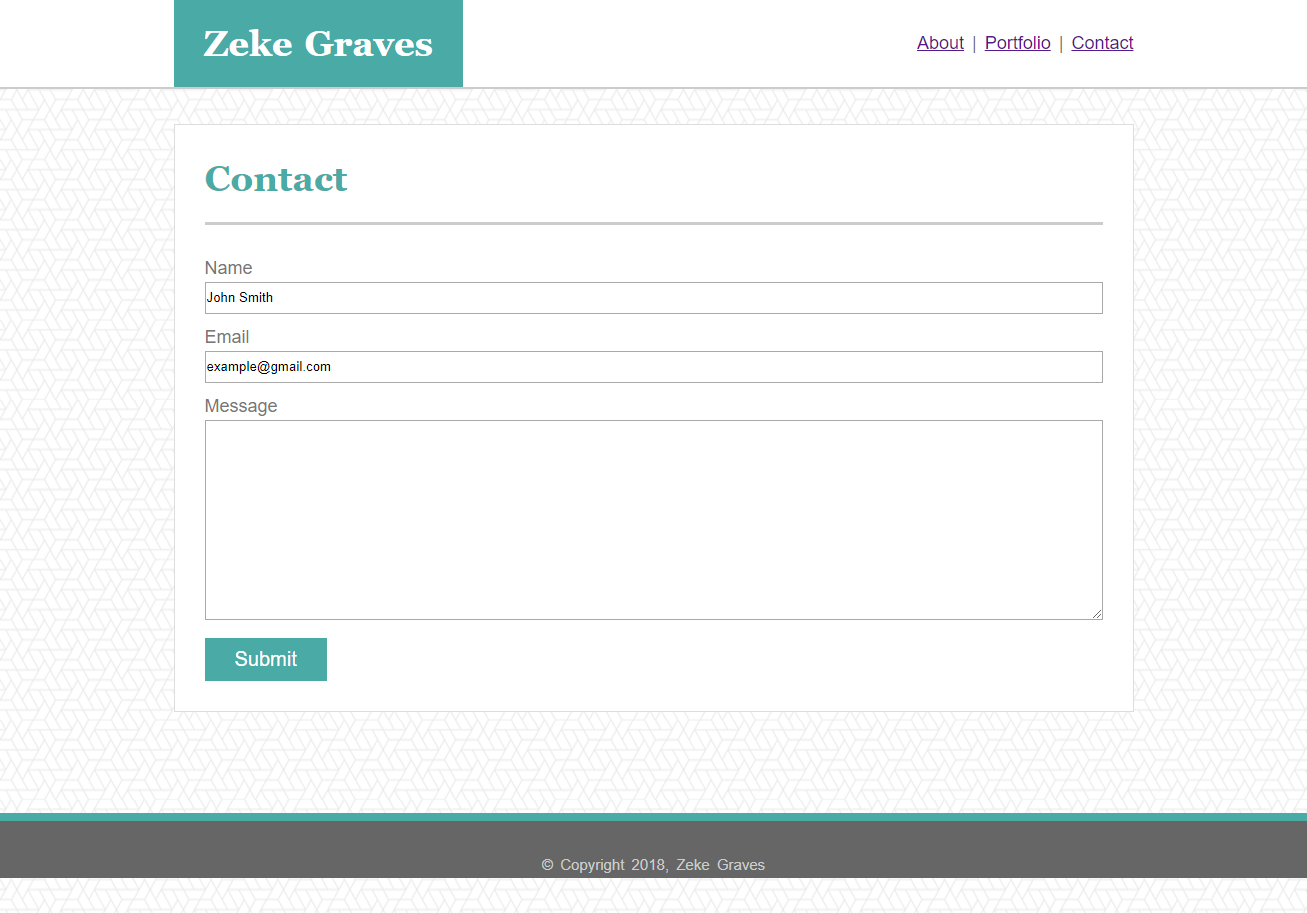 Zeke Graves
About | Portfolio | Contact
Contact
Name
John Smith
Email
example@gmail.com
Message
Submit
© Copyright 2018, Zeke Graves